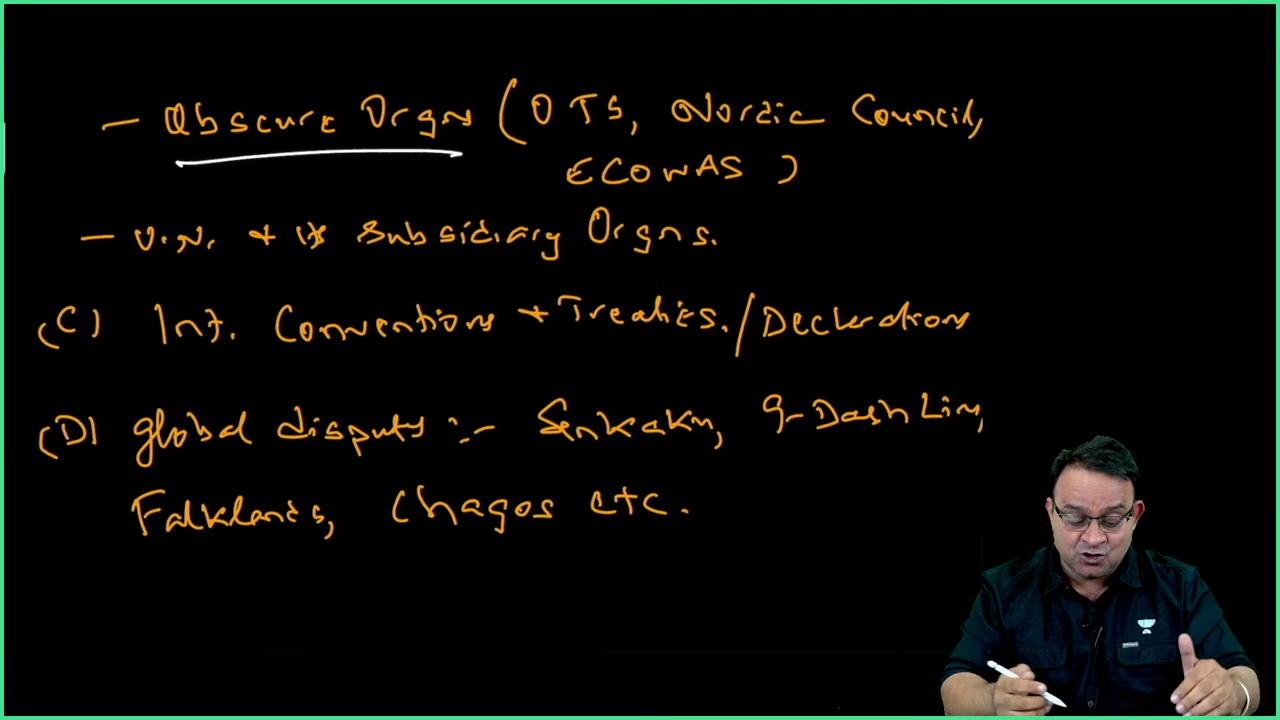 - Obscure Orgns (OTS, Nordic Council,
ECOWAS)
- U.N. + its Subsidiary Orgns.
(C) Int. Conventions + Treaties. / Declarations
(D) global disputes :- Senkaku, 9-Dash Line,
Falklands, Chagos etc.